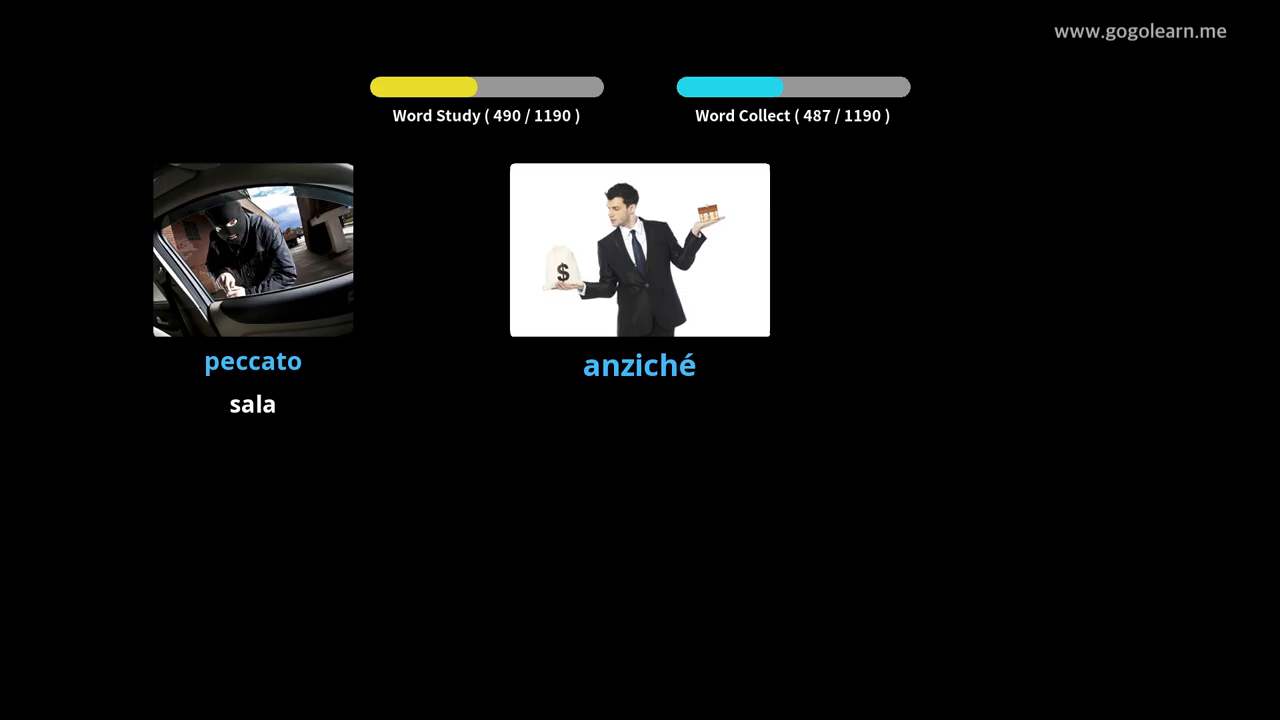 www.gogolearn.me
Word Study ( 490 / 1190 )
Word Collect ( 487 / 1190 )
$
peccato
sala
anziché